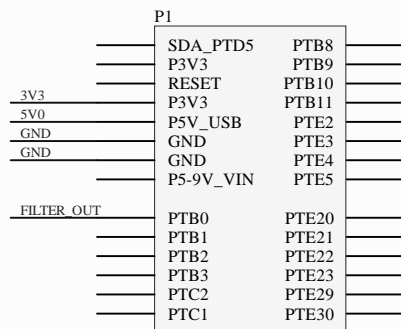 P1
SDA_PTD5 PTB8
P3V3 PTB9
RESET PTB10
3V3 P3V3 PTB11
5V0 P5V_USB PTE2
GND GND PTE3
GND GND PTE4
P5-9V_VIN PTE5
FILTER_OUT PTB0 PTE20
PTB1 PTE21
PTB2 PTE22
PTB3 PTE23
PTC2 PTE29
PTC1 PTE30